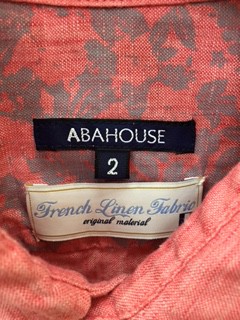 ABAHOUSE
2
French Linen Fabric
original material